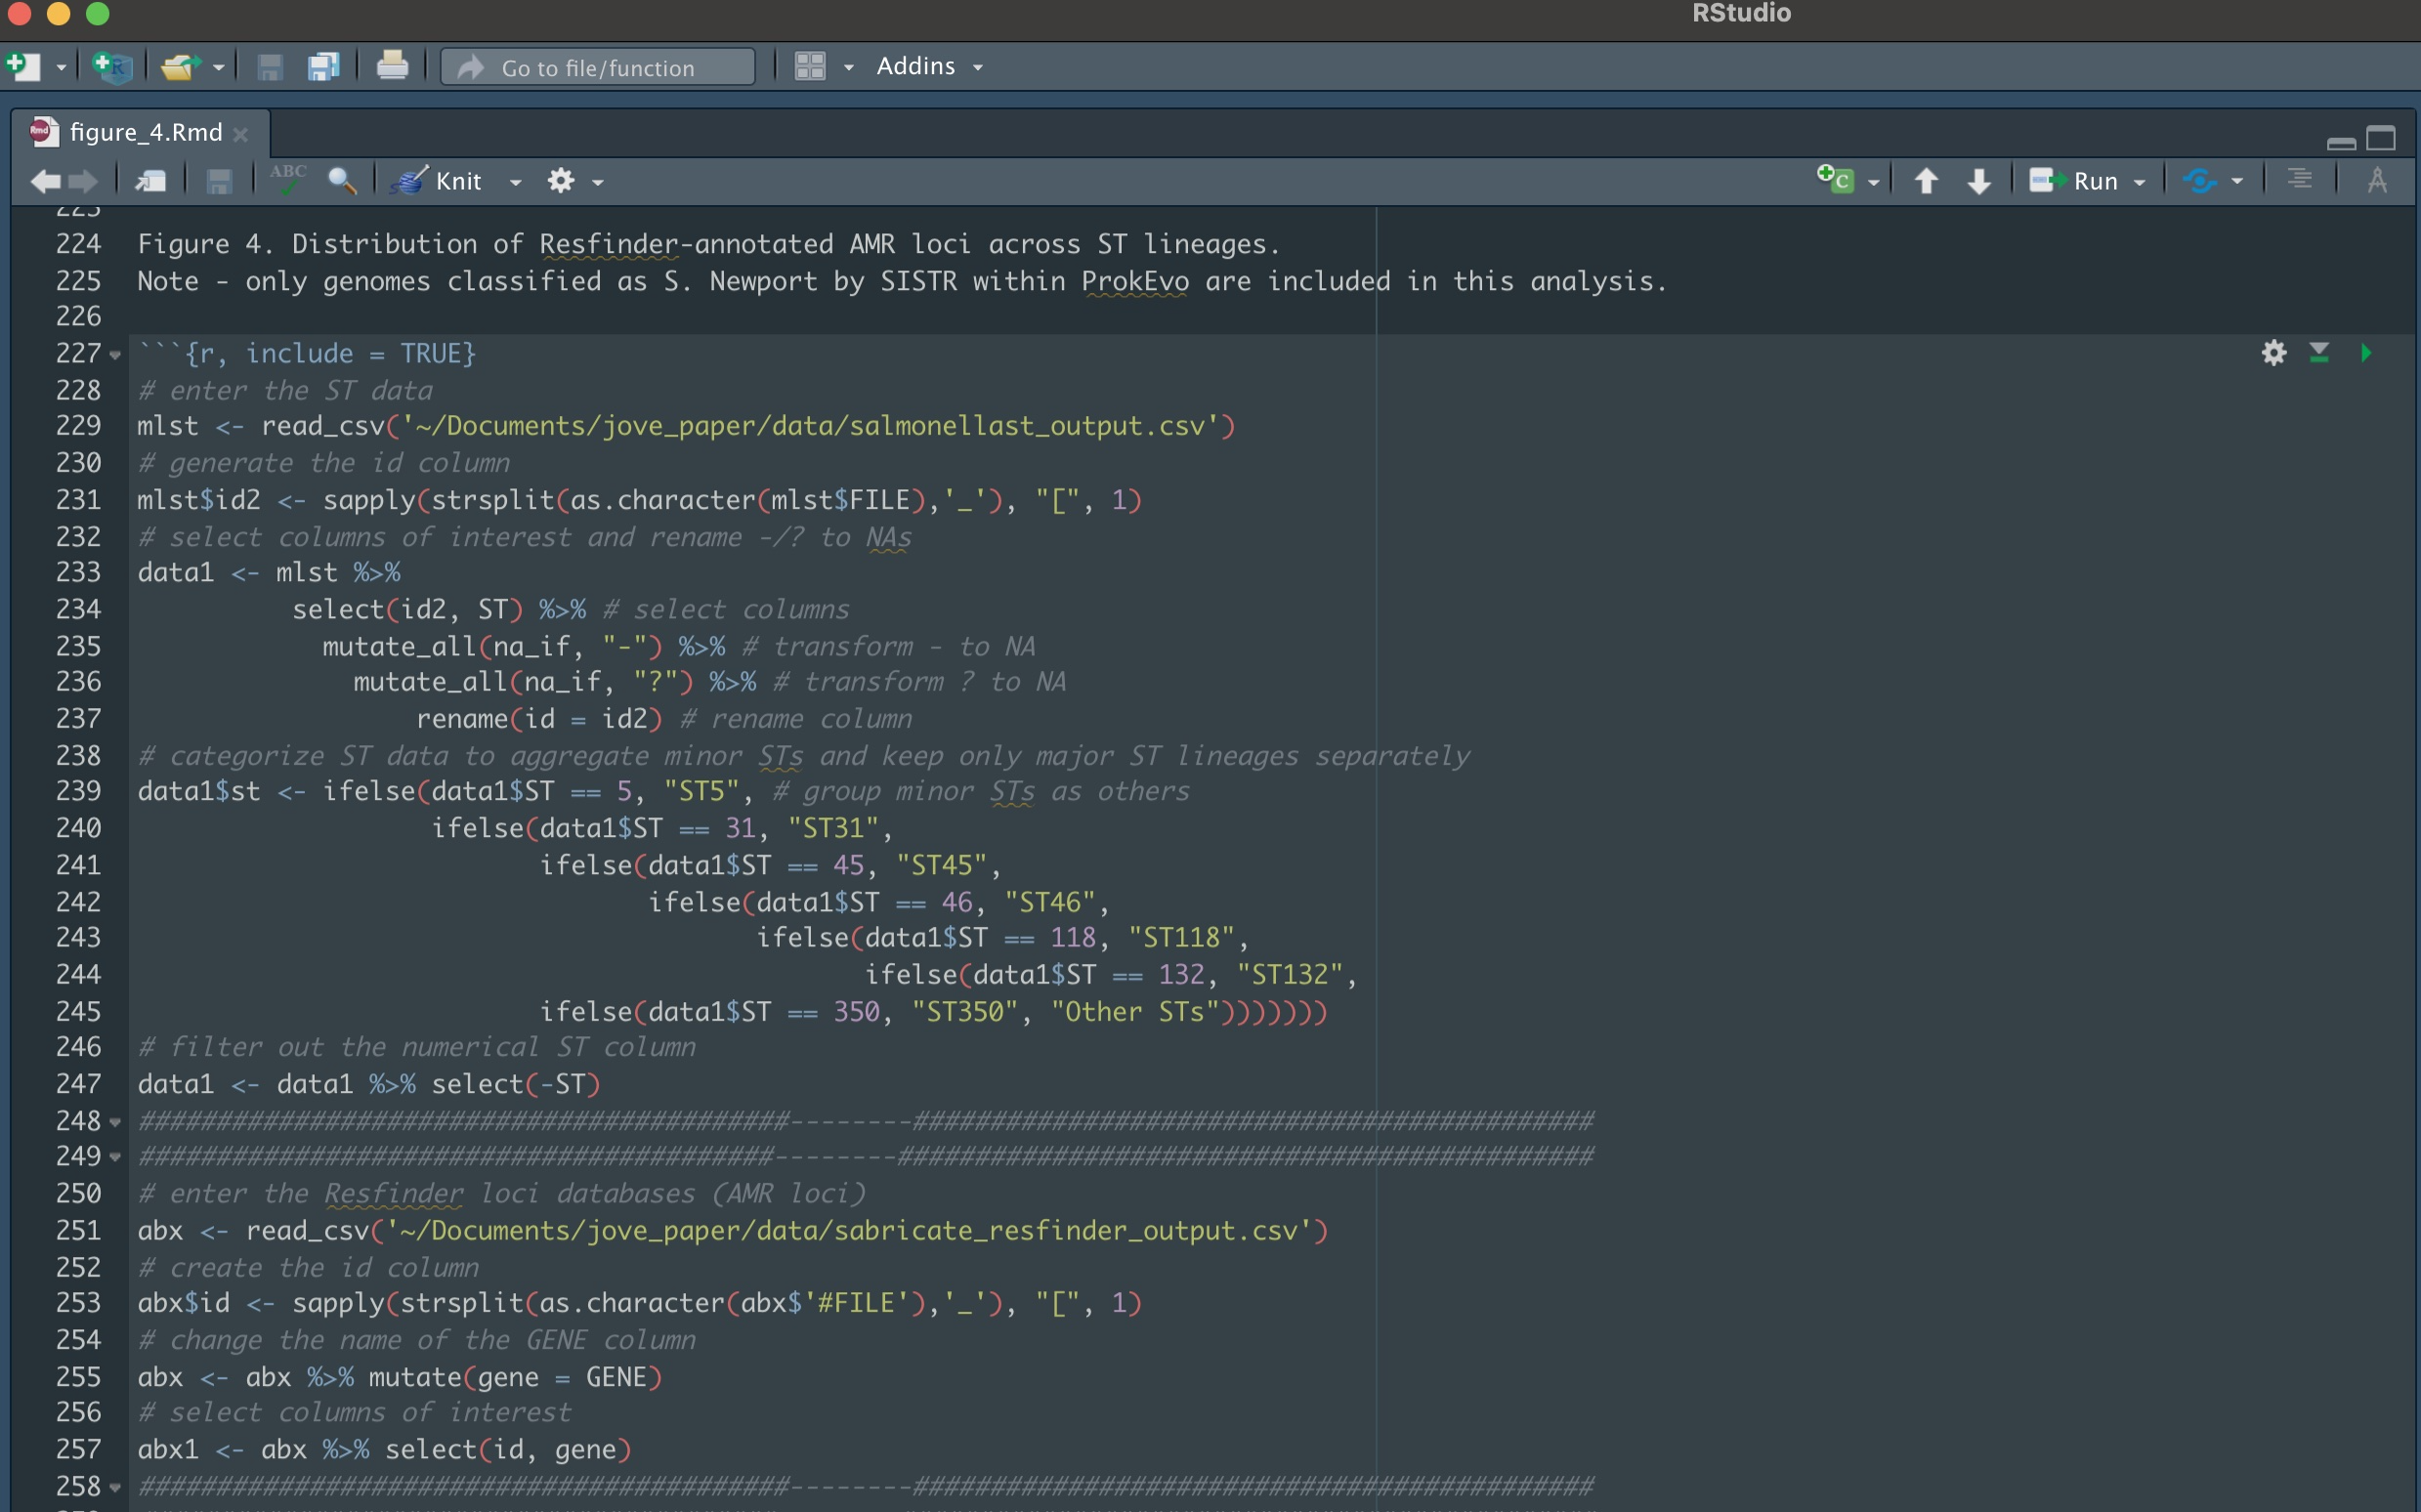 RStudio
Go to file/function
Addins
figure_4.Rmd
ABC
Knit
Run
223
224 Figure 4. Distribution of Resfinder-annotated AMR loci across ST lineages.
225 Note - only genomes classified as S. Newport by SISTR within ProkEvo are included in this analysis.
226
227 ```{r, include = TRUE}
228 # enter the ST data
229 mlst <- read_csv('~/Documents/jove_paper/data/salmonellast_output.csv')
230 # generate the id column
231 mlst$id2 <- sapply(strsplit(as.character(mlst$FILE),'_'), "[", 1)
232 # select columns of interest and rename -/? to NAs
233 data1 <- mlst %>%
234 select(id2, ST) %>% # select columns
235 mutate_all(na_if, "-") %>% # transform - to NA
236 mutate_all(na_if, "?") %>% # transform ? to NA
237 rename(id = id2) # rename column
238 # categorize ST data to aggregate minor STs and keep only major ST lineages separately
239 data1$st <- ifelse(data1$ST == 5, "ST5", # group minor STs as others
240 ifelse(data1$ST == 31, "ST31",
241 ifelse(data1$ST == 45, "ST45",
242 ifelse(data1$ST == 46, "ST46",
243 ifelse(data1$ST == 118, "ST118",
244 ifelse(data1$ST == 132, "ST132",
245 ifelse(data1$ST == 350, "ST350", "Other STs")))))))
246 # filter out the numerical ST column
247 data1 <- data1 %>% select(-ST)
248 ##########################################--------############################################
249 #########################################--------#############################################
250 # enter the Resfinder loci databases (AMR loci)
251 abx <- read_csv('~/Documents/jove_paper/data/sabricate_resfinder_output.csv')
252 # create the id column
253 abx$id <- sapply(strsplit(as.character(abx$'#FILE'),'_'), "[", 1)
254 # change the name of the GENE column
255 abx <- abx %>% mutate(gene = GENE)
256 # select columns of interest
257 abx1 <- abx %>% select(id, gene)
258 ##########################################--------############################################